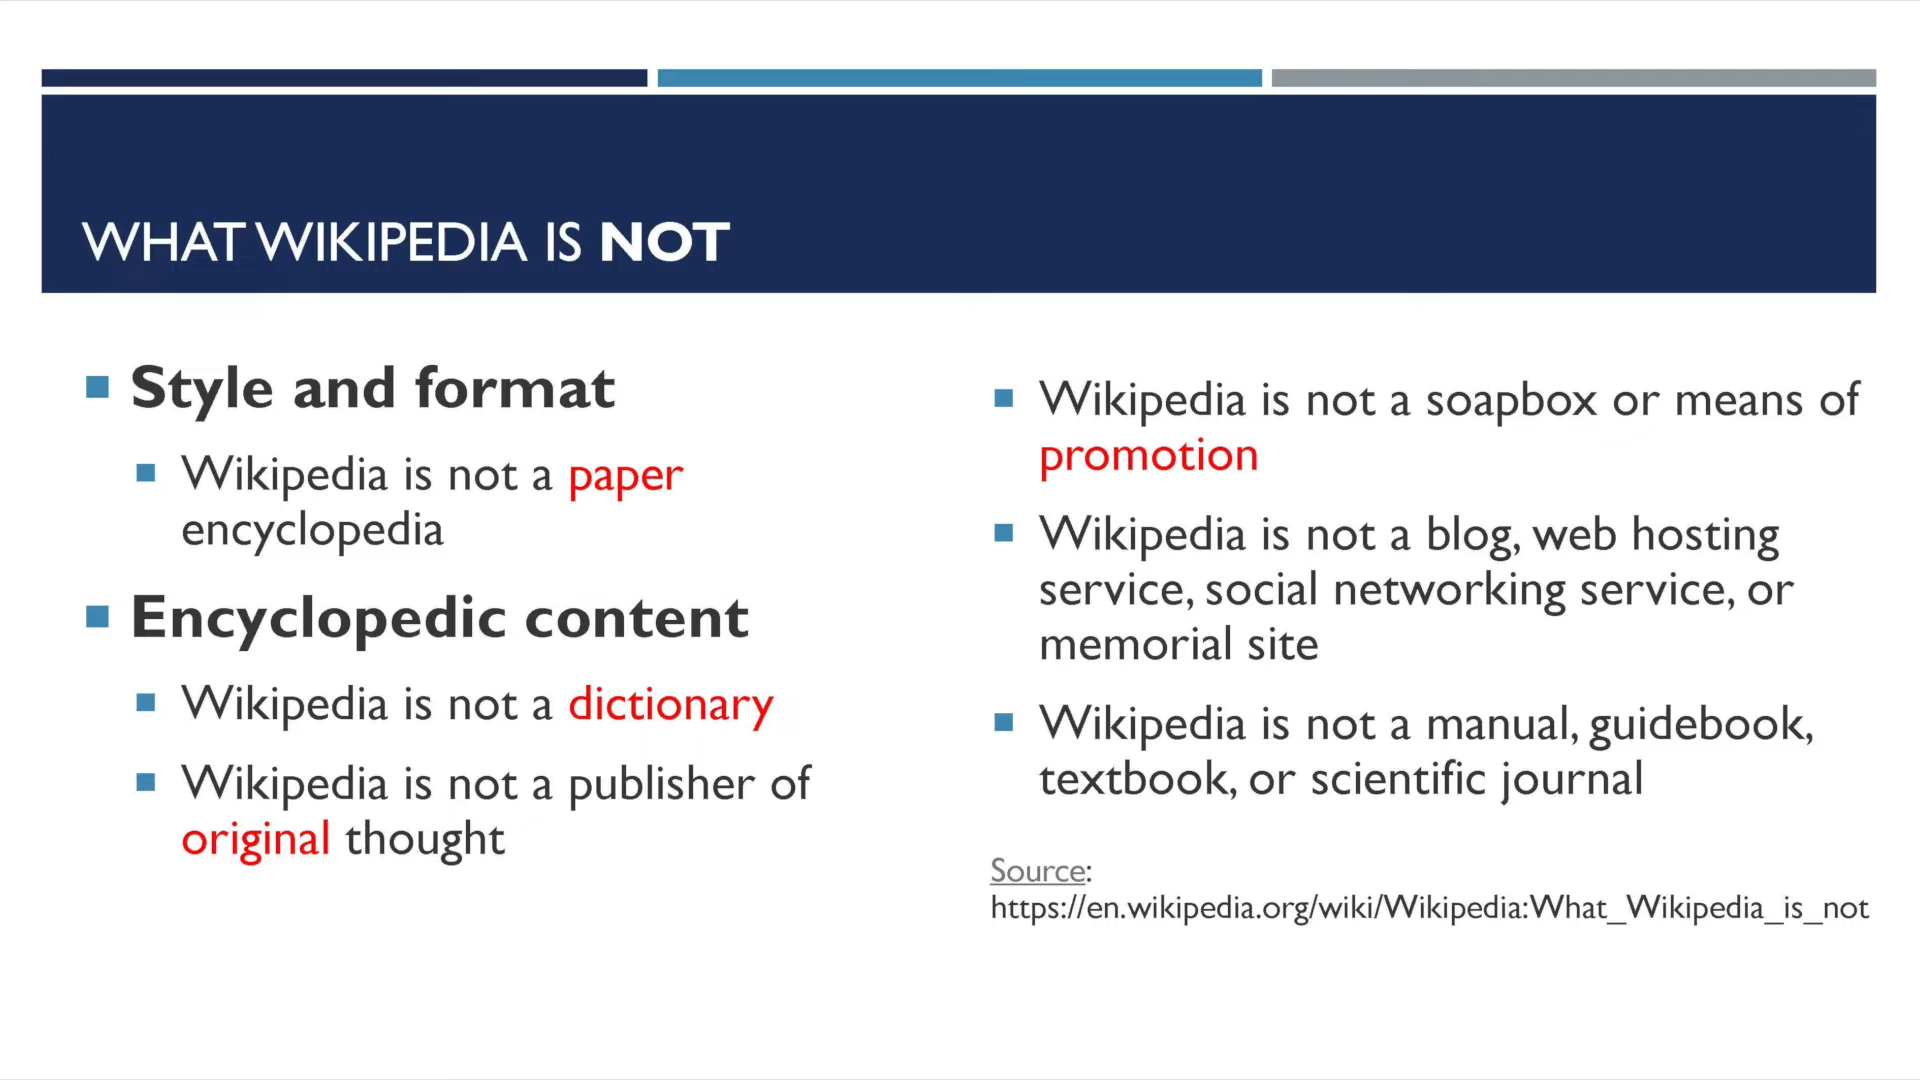 WHAT WIKIPEDIA IS NOT
Style and format
Wikipedia is not a paper
encyclopedia
Encyclopedic content
Wikipedia is not a dictionary
Wikipedia is not a publisher of
original thought
Wikipedia is not a soapbox or means of
promotion
Wikipedia is not a blog, web hosting
service, social networking service, or
memorial site
Wikipedia is not a manual, guidebook,
textbook, or scientific journal
Source:
https://en.wikipedia.org/wiki/Wikipedia:What_Wikipedia_is_not